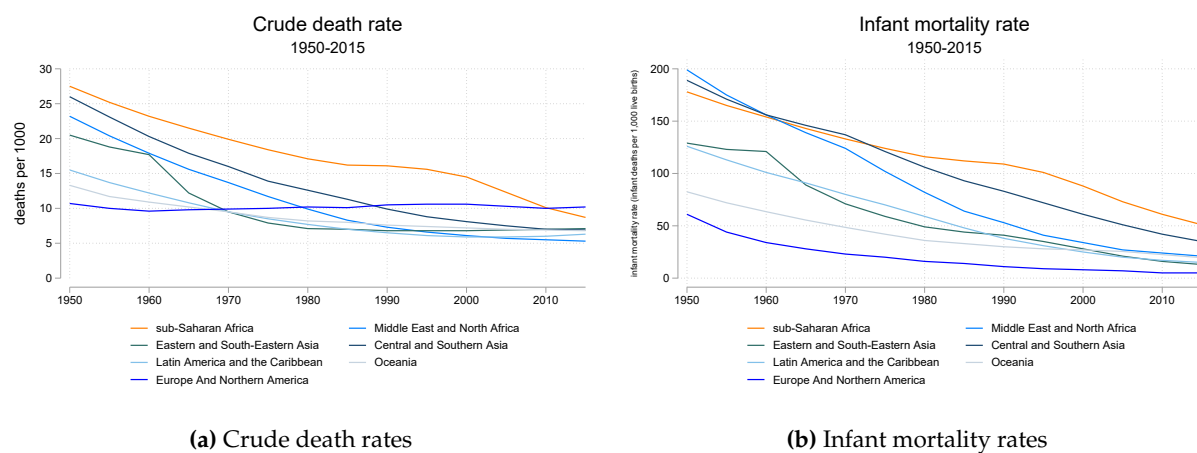 Crude death rate
1950-2015
deaths per 1000
30
25
20
15
10
5
0
1950
1960
1970
1980
1990
2000
2010
sub-Saharan Africa
Middle East and North Africa
Eastern and South-Eastern Asia
Central and Southern Asia
Latin America and the Caribbean
Oceania
Europe And Northern America
(a) Crude death rates
Infant mortality rate
1950-2015
infant mortality rate (infant deaths per 1,000 live births)
200
150
100
50
0
1950
1960
1970
1980
1990
2000
2010
sub-Saharan Africa
Middle East and North Africa
Eastern and South-Eastern Asia
Central and Southern Asia
Latin America and the Caribbean
Oceania
Europe And Northern America
(b) Infant mortality rates